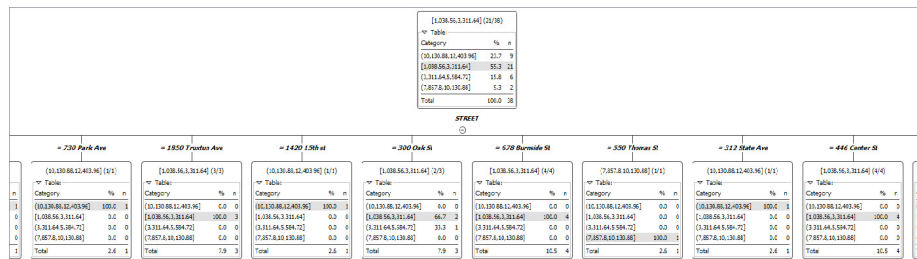 [1,038.56,3,311.64] (21/38)
Table:
Category % n
(10,130.88,12,403.96] 23.7 9
[1,038.56,3,311.64] 55.3 21
(3,311.64,5,584.72] 15.8 6
(7,857.8,10,130.88] 5.3 2
Total 100.0 38
STREET
= 730 Park Ave
(10,130.88,12,403.96] (1/1)
Table:
Category % n
(10,130.88,12,403.96] 100.0 1
[1,038.56,3,311.64] 0.0 0
(3,311.64,5,584.72] 0.0 0
(7,857.8,10,130.88] 0.0 0
Total 2.6 1
= 1850 Truxtus Ave
[1,038.56,3,311.64] (3/3)
Table:
Category % n
(10,130.88,12,403.96] 0.0 0
[1,038.56,3,311.64] 100.0 3
(3,311.64,5,584.72] 0.0 0
(7,857.8,10,130.88] 0.0 0
Total 7.9 3
= 1420 15th st
(10,130.88,12,403.96] (1/1)
Table:
Category % n
(10,130.88,12,403.96] 100.0 1
[1,038.56,3,311.64] 0.0 0
(3,311.64,5,584.72] 0.0 0
(7,857.8,10,130.88] 0.0 0
Total 2.6 1
= 300 Oak St
[1,038.56,3,311.64] (2/3)
Table:
Category % n
(10,130.88,12,403.96] 0.0 0
[1,038.56,3,311.64] 66.7 2
(3,311.64,5,584.72] 33.3 1
(7,857.8,10,130.88] 0.0 0
Total 7.9 3
= 678 Burnside St
[1,038.56,3,311.64] (4/4)
Table:
Category % n
(10,130.88,12,403.96] 0.0 0
[1,038.56,3,311.64] 100.0 4
(3,311.64,5,584.72] 0.0 0
(7,857.8,10,130.88] 0.0 0
Total 10.5 4
= 550 Thomas St
(7,857.8,10,130.88] (1/1)
Table:
Category % n
(10,130.88,12,403.96] 0.0 0
[1,038.56,3,311.64] 0.0 0
(3,311.64,5,584.72] 0.0 0
(7,857.8,10,130.88] 100.0 1
Total 2.6 1
= 312 State Ave
(10,130.88,12,403.96] (1/1)
Table:
Category % n
(10,130.88,12,403.96] 100.0 1
[1,038.56,3,311.64] 0.0 0
(3,311.64,5,584.72] 0.0 0
(7,857.8,10,130.88] 0.0 0
Total 2.6 1
= 446 Center St
[1,038.56,3,311.64] (4/4)
Table:
Category % n
(10,130.88,12,403.96] 0.0 0
[1,038.56,3,311.64] 100.0 4
(3,311.64,5,584.72] 0.0 0
(7,857.8,10,130.88] 0.0 0
Total 10.5 4